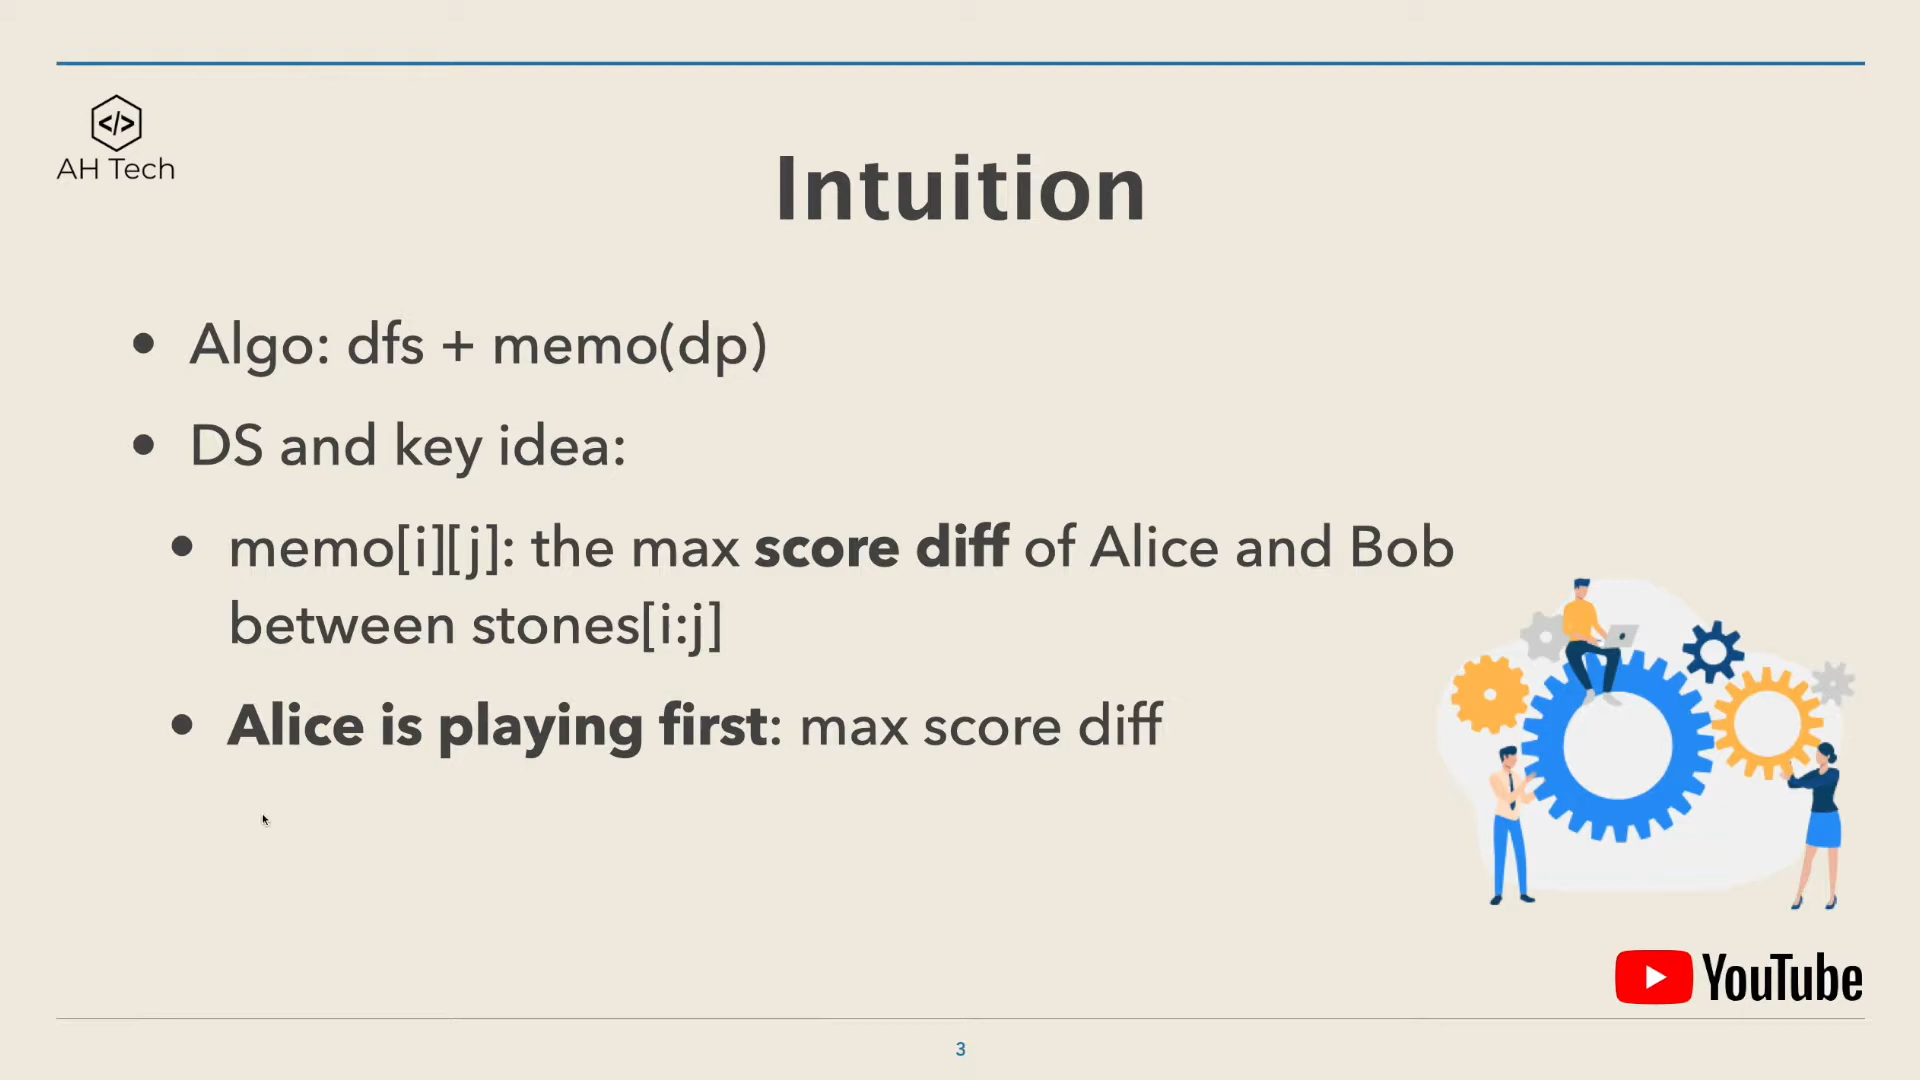 </>
AH Tech
Intuition
• Algo: dfs + memo(dp)
• DS and key idea:
• memo[i][j]: the max score diff of Alice and Bob
between stones[i:j]
• Alice is playing first: max score diff
YouTube
3